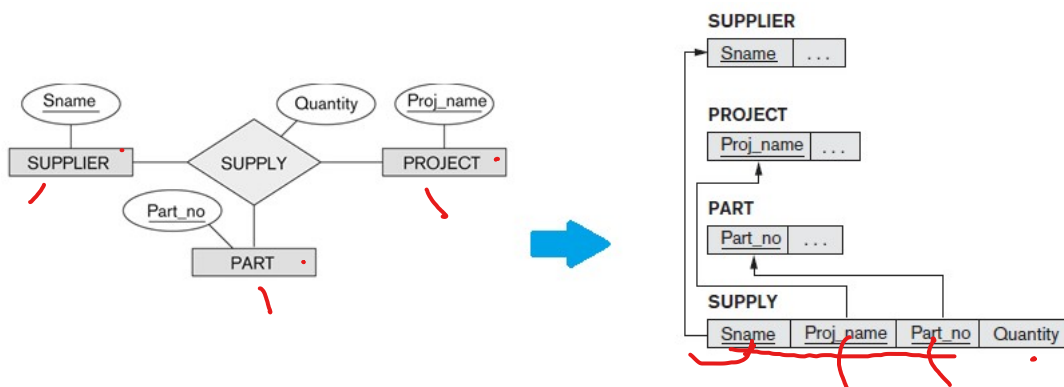 Sname
Quantity
Proj_name
SUPPLIER
SUPPLY
PROJECT
Part_no
PART
SUPPLIER
Sname ...
PROJECT
Proj_name ...
PART
Part_no ...
SUPPLY
Sname Proj_name Part_no Quantity